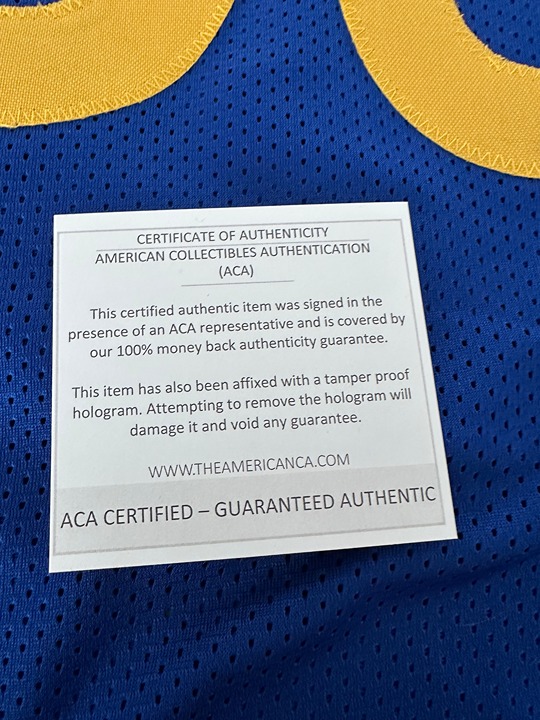 CERTIFICATE OF AUTHENTICITY
AMERICAN COLLECTIBLES AUTHENTICATION
(ACA)
This certified authentic item was signed in the
presence of an ACA representative and is covered by
our 100% money back authenticity guarantee.
This item has also been affixed with a tamper proof
hologram. Attempting to remove the hologram will
damage it and void any guarantee.
WWW.THEAMERICANCA.COM
ACA CERTIFIED – GUARANTEED AUTHENTIC